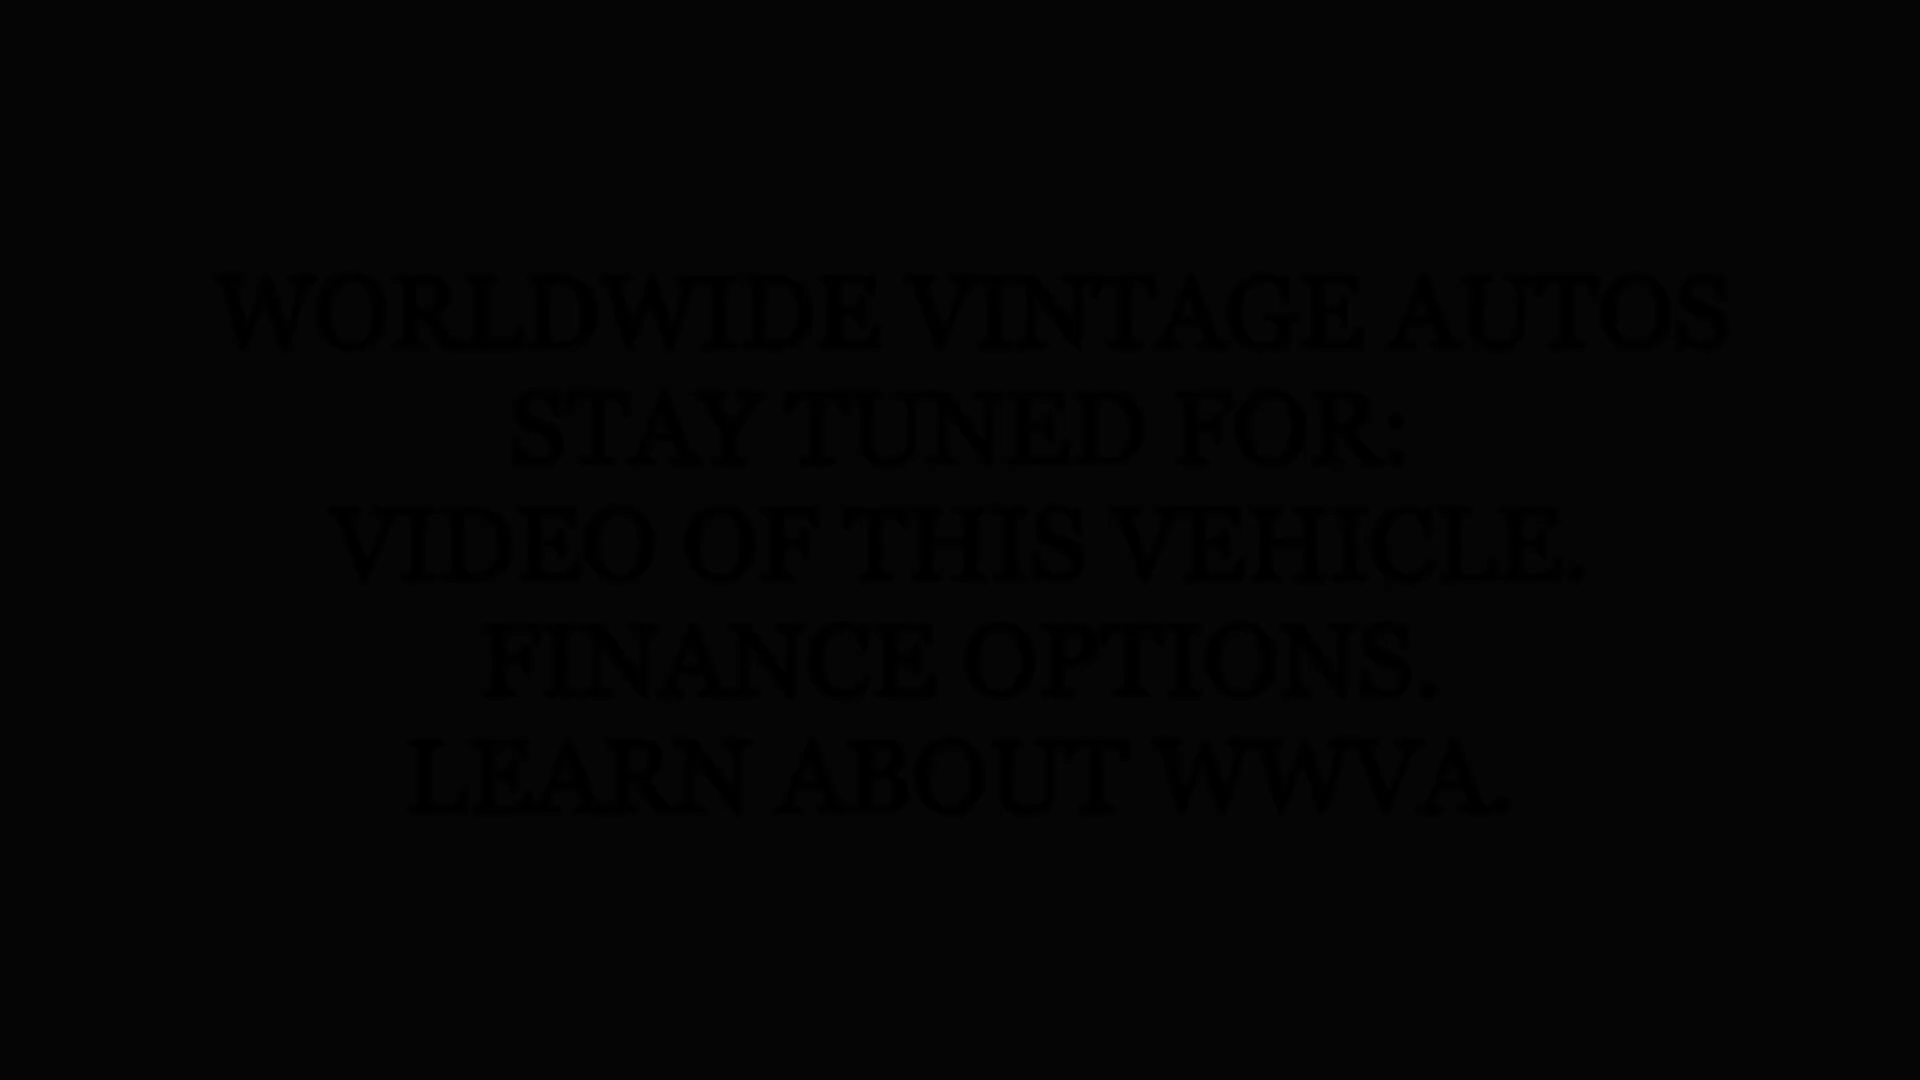 WORLDWIDE VINTAGE AUTOS
STAY TUNED FOR:
VIDEO OF THIS VEHICLE.
FINANCE OPTIONS.
LEARN ABOUT WWVA.